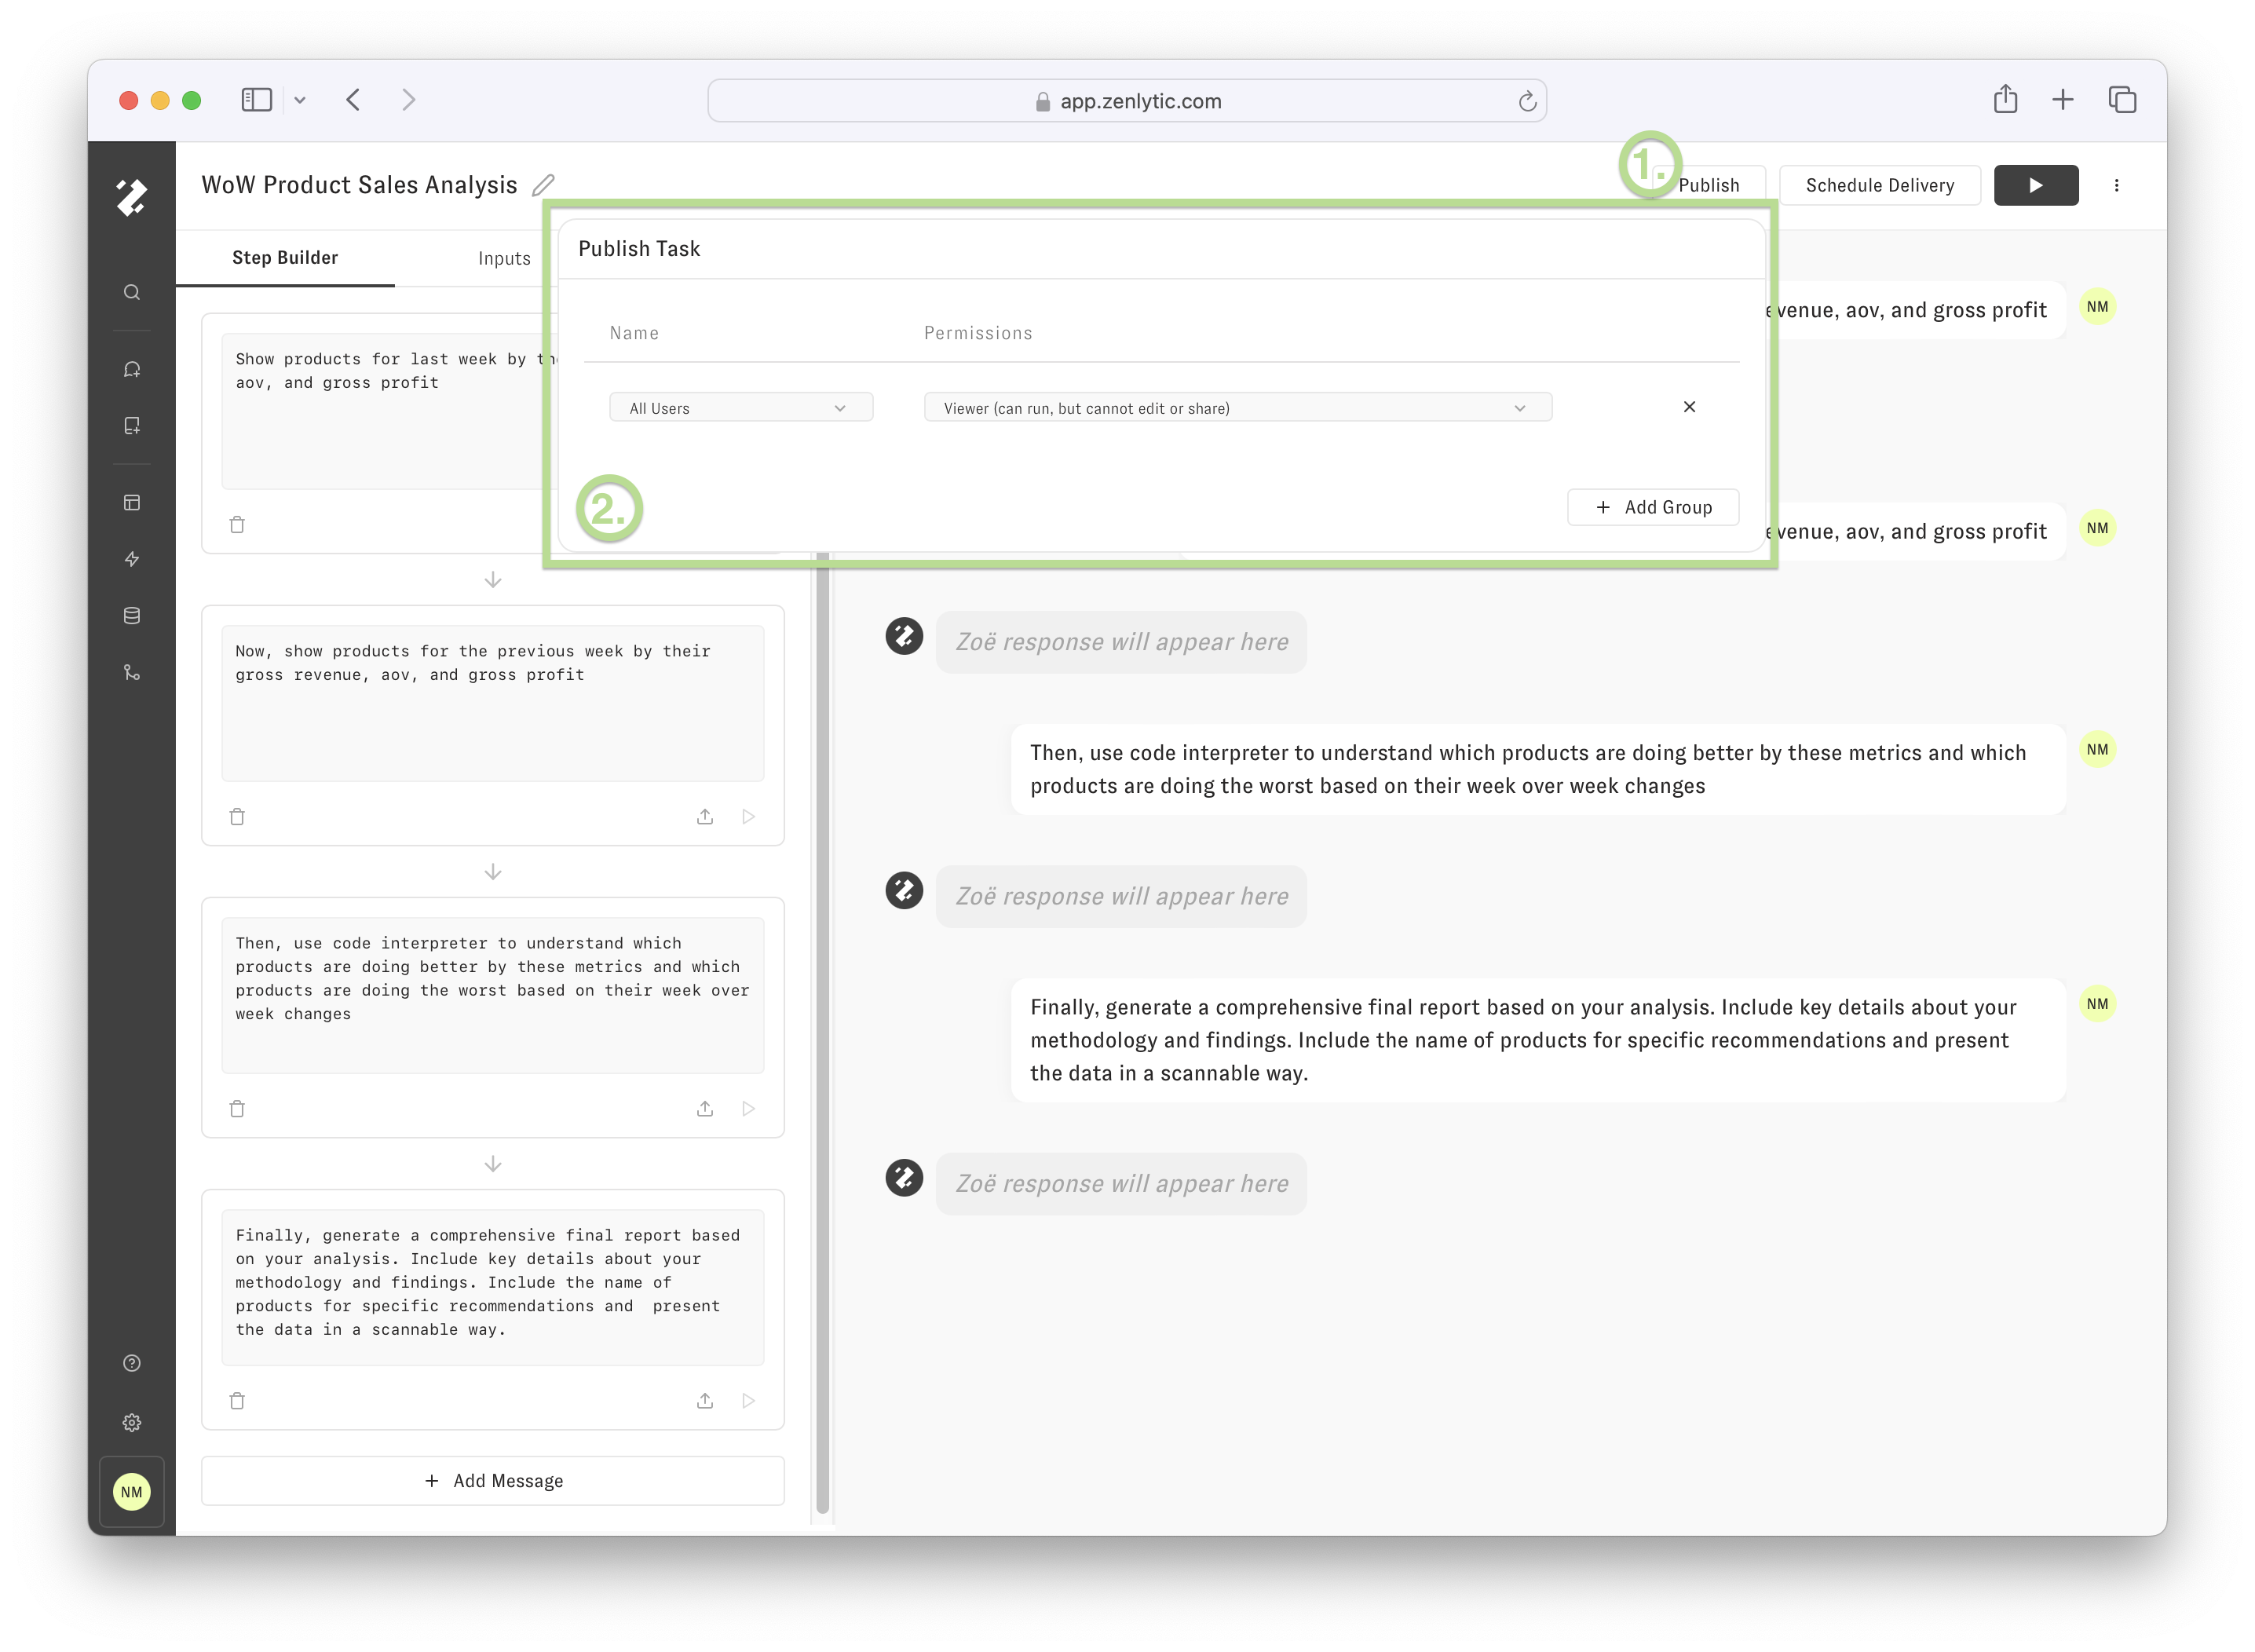 app.zenlytic.com
WoW Product Sales Analysis
1.
Publish
Schedule Delivery
Step Builder
Inputs
Publish Task
Name
Permissions
All Users
Viewer (can run, but cannot edit or share)
2.
+ Add Group
Show products for last week by
aov, and gross profit
Now, show products for the previous week by their
gross revenue, aov, and gross profit
Then, use code interpreter to understand which
products are doing better by these metrics and which
products are doing the worst based on their week over
week changes
Finally, generate a comprehensive final report based
on your analysis. Include key details about your
methodology and findings. Include the name of
products for specific recommendations and  present
the data in a scannable way.
+ Add Message
NM
evenue, aov, and gross profit
NM
evenue, aov, and gross profit
NM
Zoë response will appear here
Then, use code interpreter to understand which products are doing better by these metrics and which
products are doing the worst based on their week over week changes
NM
Zoë response will appear here
Finally, generate a comprehensive final report based on your analysis. Include key details about your
methodology and findings. Include the name of products for specific recommendations and present
the data in a scannable way.
NM
Zoë response will appear here